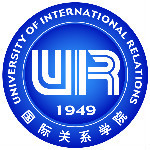 UNIVERSITY OF INTERNATIONAL RELATIONS
UIR
1949
国际关系学院